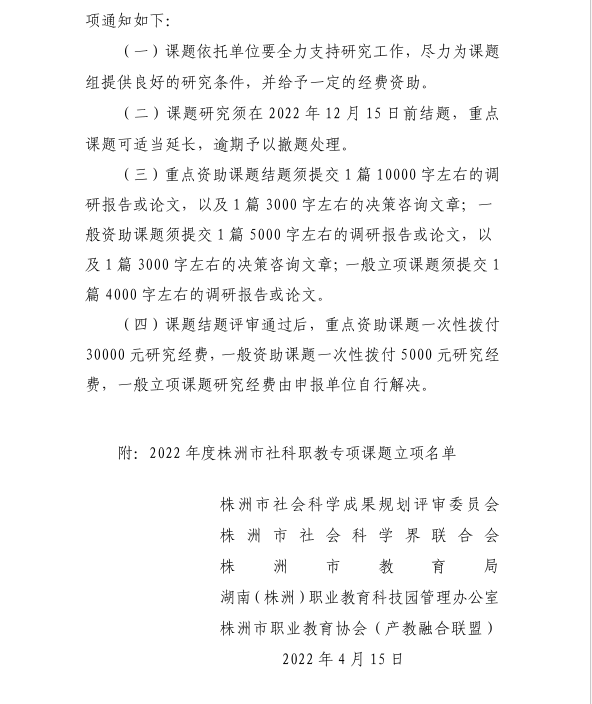 项通知如下：
（一）课题依托单位要全力支持研究工作，尽力为课题
组提供良好的研究条件，并给予一定的经费资助。
（二）课题研究须在 2022 年 12 月 15 日前结题，重点
课题可适当延长，逾期予以撤题处理。
（三）重点资助课题结题须提交 1 篇 10000 字左右的调
研报告或论文，以及 1 篇 3000 字左右的决策咨询文章；一
般资助课题须提交 1 篇 5000 字左右的调研报告或论文，以
及 1 篇 3000 字左右的决策咨询文章；一般立项课题须提交 1
篇 4000 字左右的调研报告或论文。
（四）课题结题评审通过后，重点资助课题一次性拨付
30000 元研究经费，一般资助课题一次性拨付 5000 元研究经
费，一般立项课题研究经费由申报单位自行解决。
附：2022 年度株洲市社科职教专项课题立项名单
株洲市社会科学成果规划评审委员会
株洲市社会科学界联合会
株洲市教育局
湖南（株洲）职业教育科技园管理办公室
株洲市职业教育协会（产教融合联盟）
2022 年 4 月 15 日